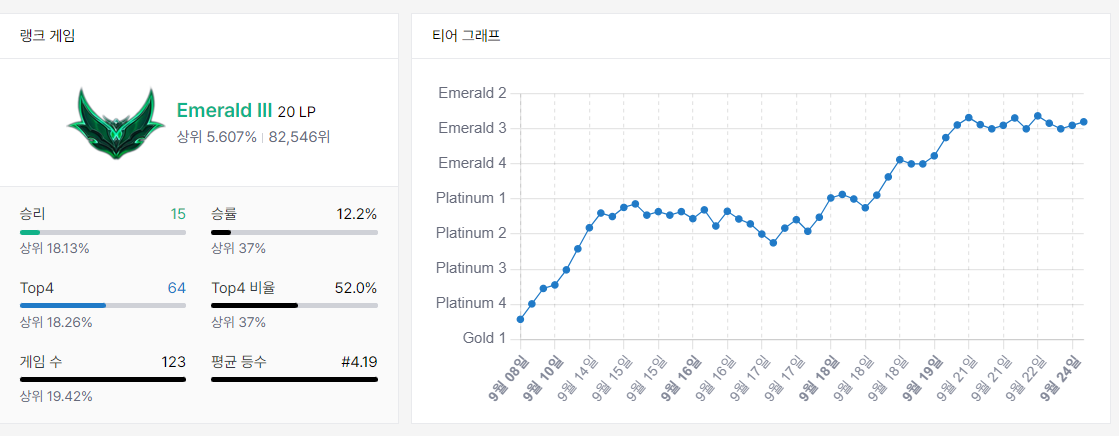 랭크 게임
Emerald III 20 LP
상위 5.607% | 82,546위
승리 15
상위 18.13%
승률 12.2%
상위 37%
Top4 64
상위 18.26%
Top4 비율 52.0%
상위 37%
게임 수 123
상위 19.42%
평균 등수 #4.19
티어 그래프
Emerald 2
Emerald 3
Emerald 4
Platinum 1
Platinum 2
Platinum 3
Platinum 4
Gold 1
9월 08일
9월 10일
9월 14일
9월 15일
9월 15일
9월 16일
9월 16일
9월 17일
9월 17일
9월 18일
9월 18일
9월 18일
9월 19일
9월 21일
9월 21일
9월 22일
9월 24일